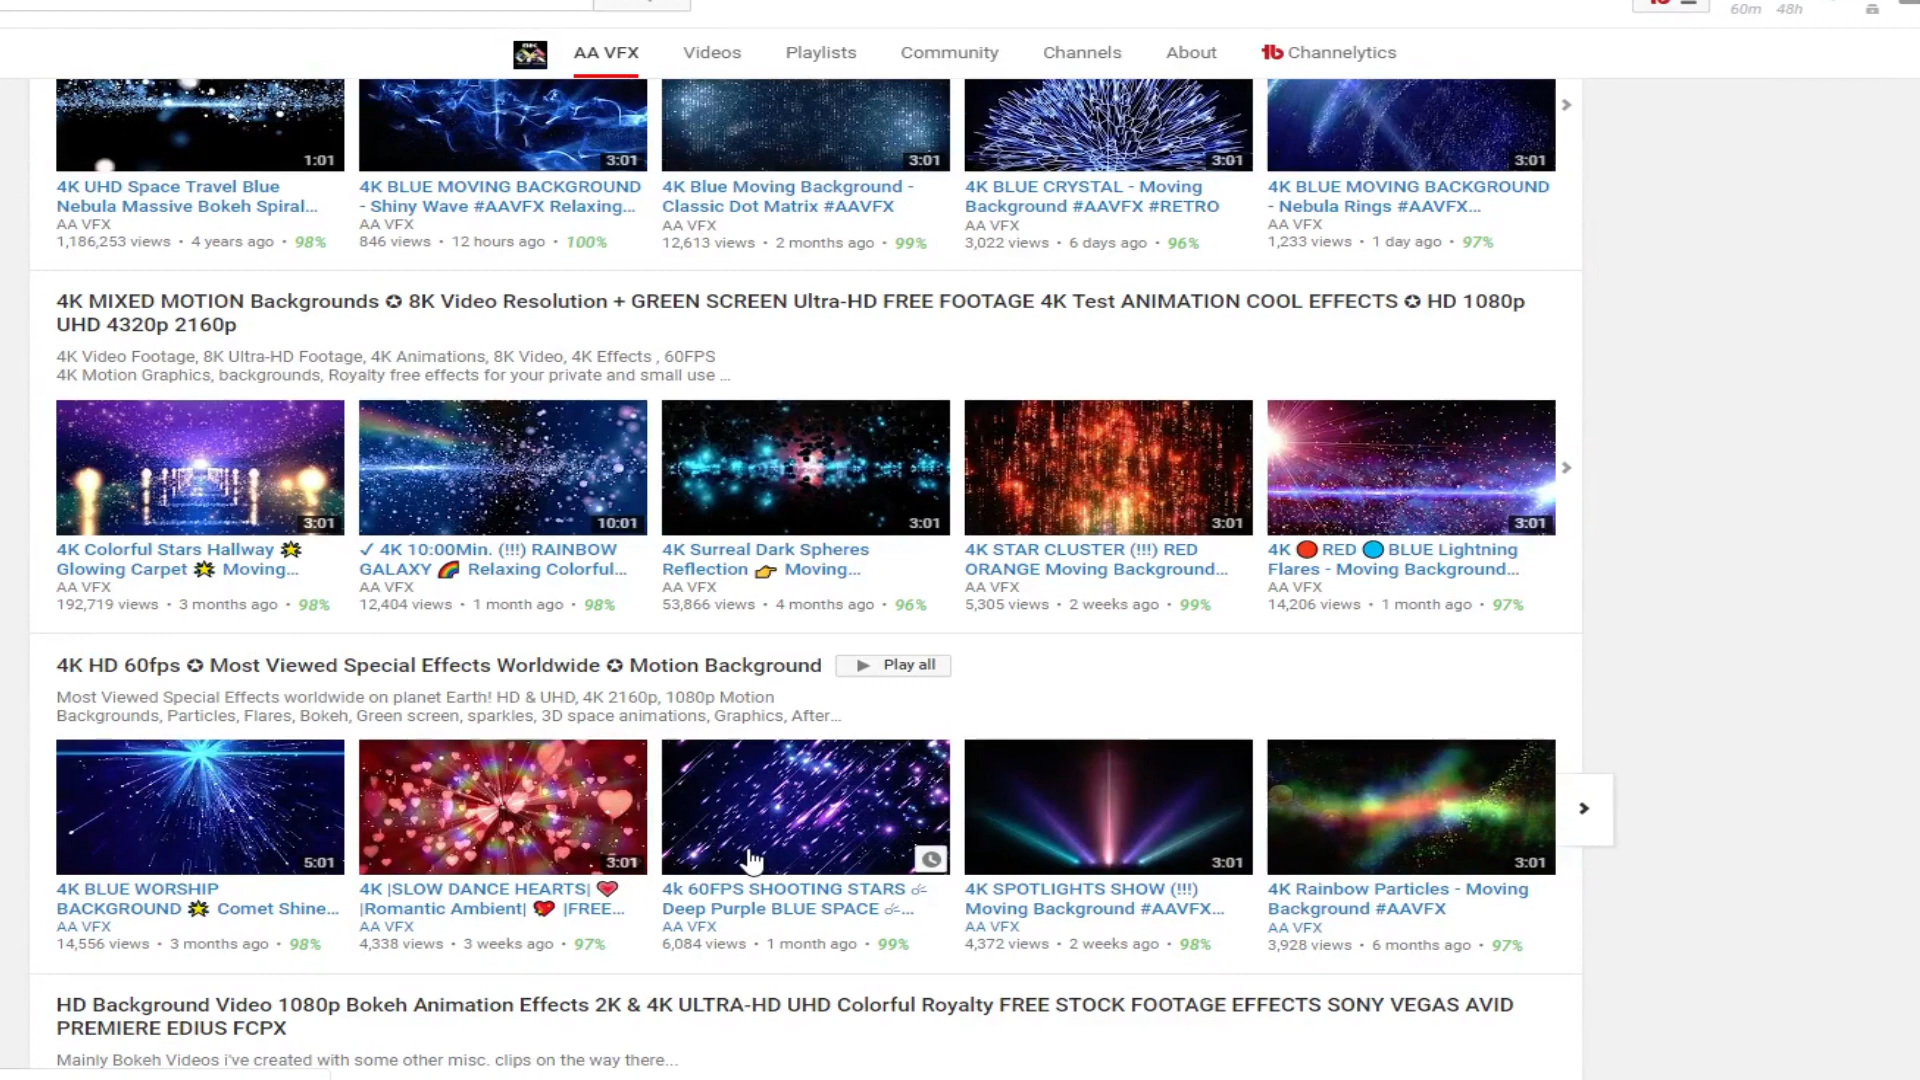 60m 48h
AA VFX Videos Playlists Community Channels About Channelytics
1:01 3:01 3:01 3:01 3:01
4K UHD Space Travel Blue
Nebula Massive Bokeh Spiral...
AA VFX
1,186,253 views • 4 years ago • 98%
4K BLUE MOVING BACKGROUND
- Shiny Wave #AAVFX Relaxing...
AA VFX
846 views • 12 hours ago • 100%
4K Blue Moving Background -
Classic Dot Matrix #AAVFX
AA VFX
12,613 views • 2 months ago • 99%
4K BLUE CRYSTAL - Moving
Background #AAVFX #RETRO
AA VFX
3,022 views • 6 days ago • 96%
4K BLUE MOVING BACKGROUND
- Nebula Rings #AAVFX...
AA VFX
1,233 views • 1 day ago • 97%
4K MIXED MOTION Backgrounds ✪ 8K Video Resolution + GREEN SCREEN Ultra-HD FREE FOOTAGE 4K Test ANIMATION COOL EFFECTS ✪ HD 1080p
UHD 4320p 2160p
4K Video Footage, 8K Ultra-HD Footage, 4K Animations, 8K Video, 4K Effects , 60FPS
4K Motion Graphics, backgrounds, Royalty free effects for your private and small use ...
3:01 10:01 3:01 3:01 3:01
4K Colorful Stars Hallway 🌟
Glowing Carpet 🌟 Moving...
AA VFX
192,719 views • 3 months ago • 98%
✓ 4K 10:00Min. (!!!) RAINBOW
GALAXY 🌈 Relaxing Colorful...
AA VFX
12,404 views • 1 month ago • 98%
4K Surreal Dark Spheres
Reflection 👉 Moving...
AA VFX
53,866 views • 4 months ago • 96%
4K STAR CLUSTER (!!!) RED
ORANGE Moving Background...
AA VFX
5,305 views • 2 weeks ago • 99%
4K 🔴 RED 🔵 BLUE Lightning
Flares - Moving Background...
AA VFX
14,206 views • 1 month ago • 97%
4K HD 60fps ✪ Most Viewed Special Effects Worldwide ✪ Motion Background
Play all
Most Viewed Special Effects worldwide on planet Earth! HD & UHD, 4K 2160p, 1080p Motion
Backgrounds, Particles, Flares, Bokeh, Green screen, sparkles, 3D space animations, Graphics, After...
5:01 3:01 3:01 3:01
4K BLUE WORSHIP
BACKGROUND 🌟 Comet Shine...
AA VFX
14,556 views • 3 months ago • 98%
4K |SLOW DANCE HEARTS| 💗
|Romantic Ambient| 💖 |FREE...
AA VFX
4,338 views • 3 weeks ago • 97%
4k 60FPS SHOOTING STARS ☄
Deep Purple BLUE SPACE ☄...
AA VFX
6,084 views • 1 month ago • 99%
4K SPOTLIGHTS SHOW (!!!)
Moving Background #AAVFX...
AA VFX
4,372 views • 2 weeks ago • 98%
4K Rainbow Particles - Moving
Background #AAVFX
AA VFX
3,928 views • 6 months ago • 97%
HD Background Video 1080p Bokeh Animation Effects 2K & 4K ULTRA-HD UHD Colorful Royalty FREE STOCK FOOTAGE EFFECTS SONY VEGAS AVID
PREMIERE EDIUS FCPX
Mainly Bokeh Videos i've created with some other misc. clips on the way there...